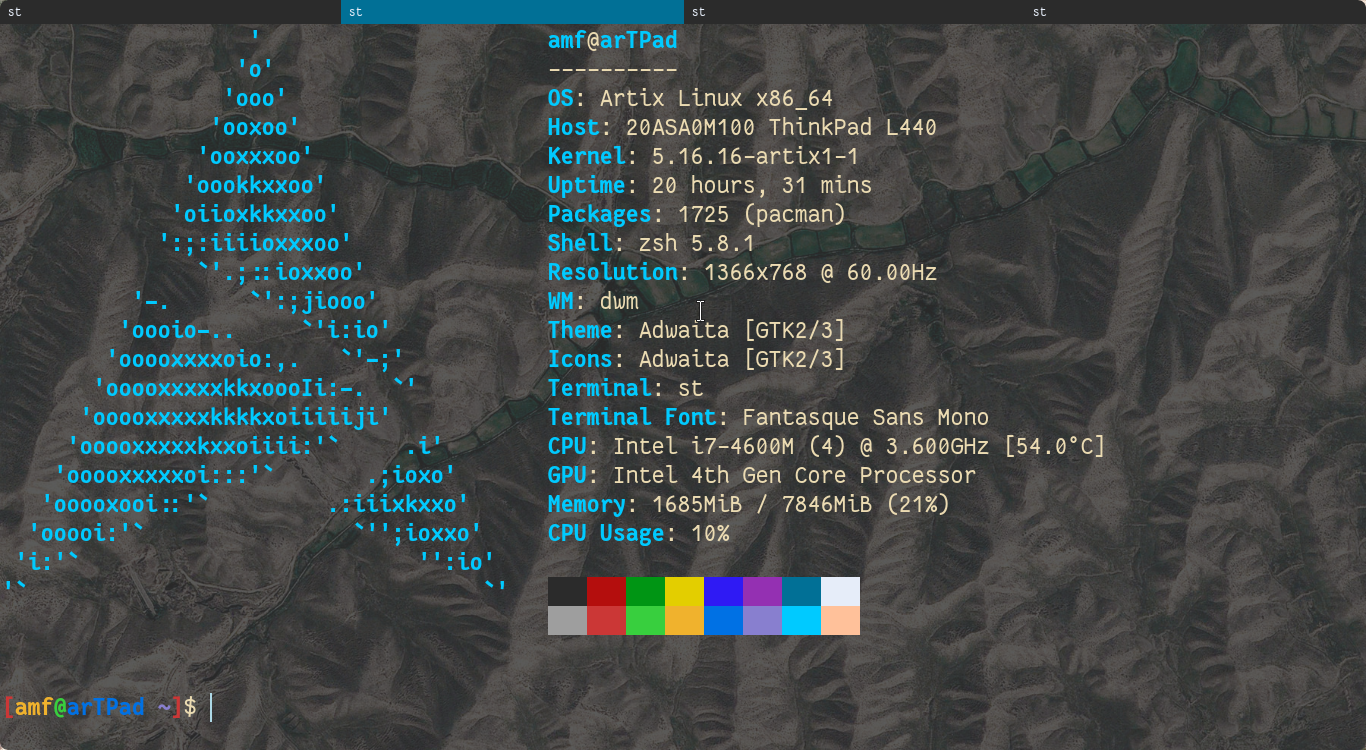 st st st st
amf@arTPad
----------
OS: Artix Linux x86_64
Host: 20ASA0M100 ThinkPad L440
Kernel: 5.16.16-artix1-1
Uptime: 20 hours, 31 mins
Packages: 1725 (pacman)
Shell: zsh 5.8.1
Resolution: 1366x768 @ 60.00Hz
WM: dwm
Theme: Adwaita [GTK2/3]
Icons: Adwaita [GTK2/3]
Terminal: st
Terminal Font: Fantasque Sans Mono
CPU: Intel i7-4600M (4) @ 3.600GHz [54.0°C]
GPU: Intel 4th Gen Core Processor
Memory: 1685MiB / 7846MiB (21%)
CPU Usage: 10%
'
'o'
'ooo'
'ooxoo'
'ooxxxoo'
'oookkxxoo'
'oiioxkkxxoo'
':;:iiiioxxxoo'
`'.;::ioxxoo'
'-.      `':;jiooo'
'oooio-..     `'i:io'
'ooooxxxxoio:,.   `'-;'
'ooooxxxxxkkxoooIi:-.  `'
'ooooxxxxxkkkkxoiiiiiji'
'ooooxxxxxkxxoiiii:'`     .i'
'ooooxxxxxoi:::'`       .;ioxo'
'ooooxooi::'`         .:iiixkxxo'
'ooooi:'`                `'';ioxxo'
'i:'`                          '':io'
'`                                   `'
[amf@arTPad ~]$